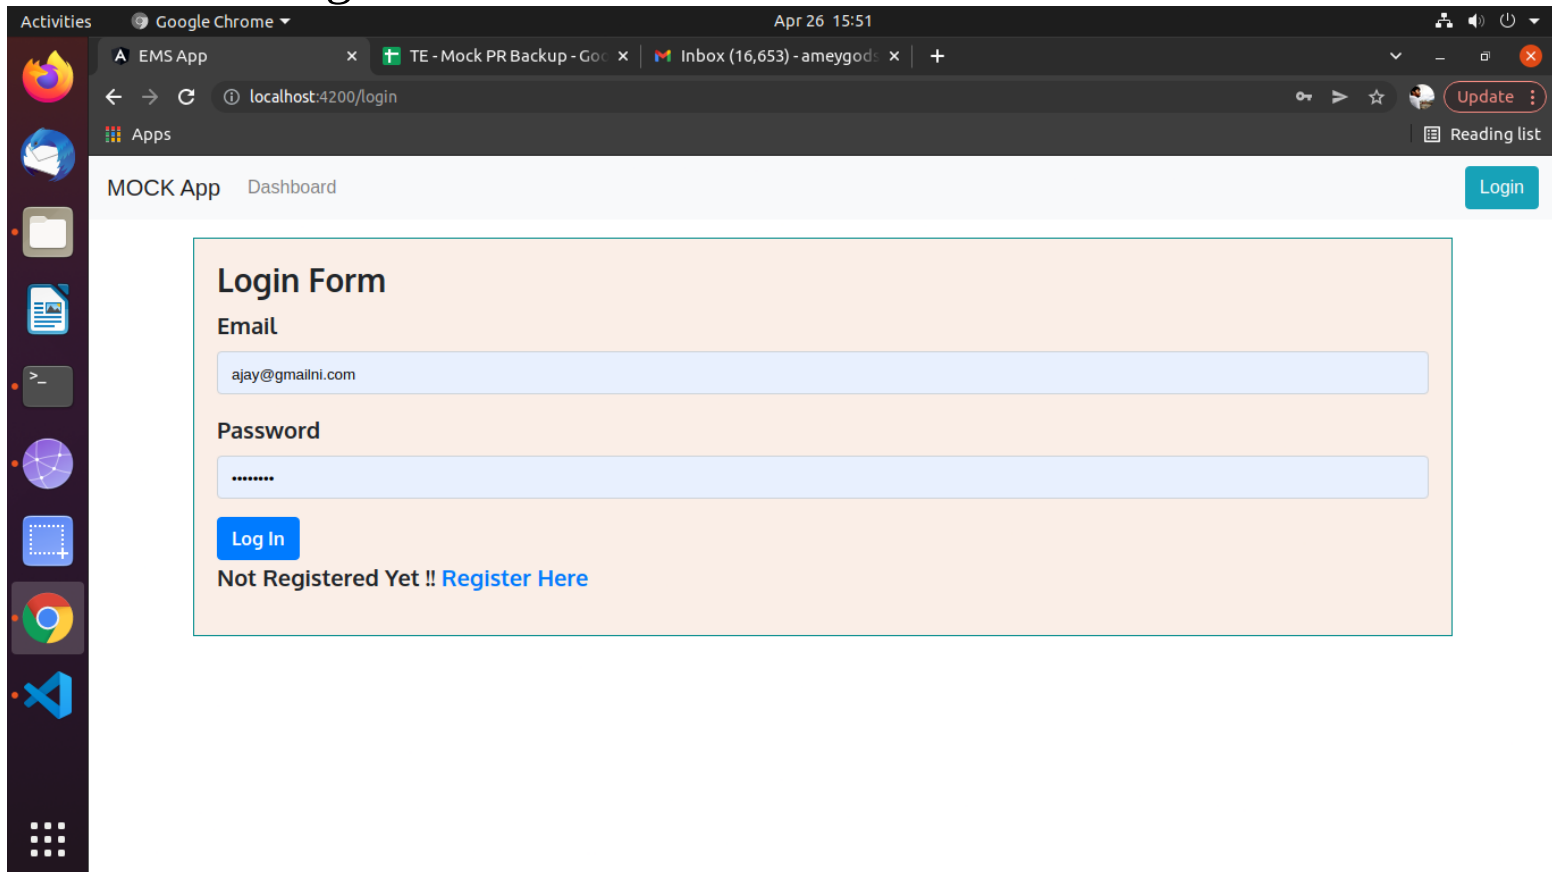 Activities Google Chrome Apr 26 15:51
EMS App TE - Mock PR Backup - Goo Inbox (16,653) - ameygods
localhost:4200/login Update
Apps Reading list
MOCK App Dashboard Login
Login Form
Email
ajay@gmailni.com
Password
••••••••
Log In
Not Registered Yet !! Register Here